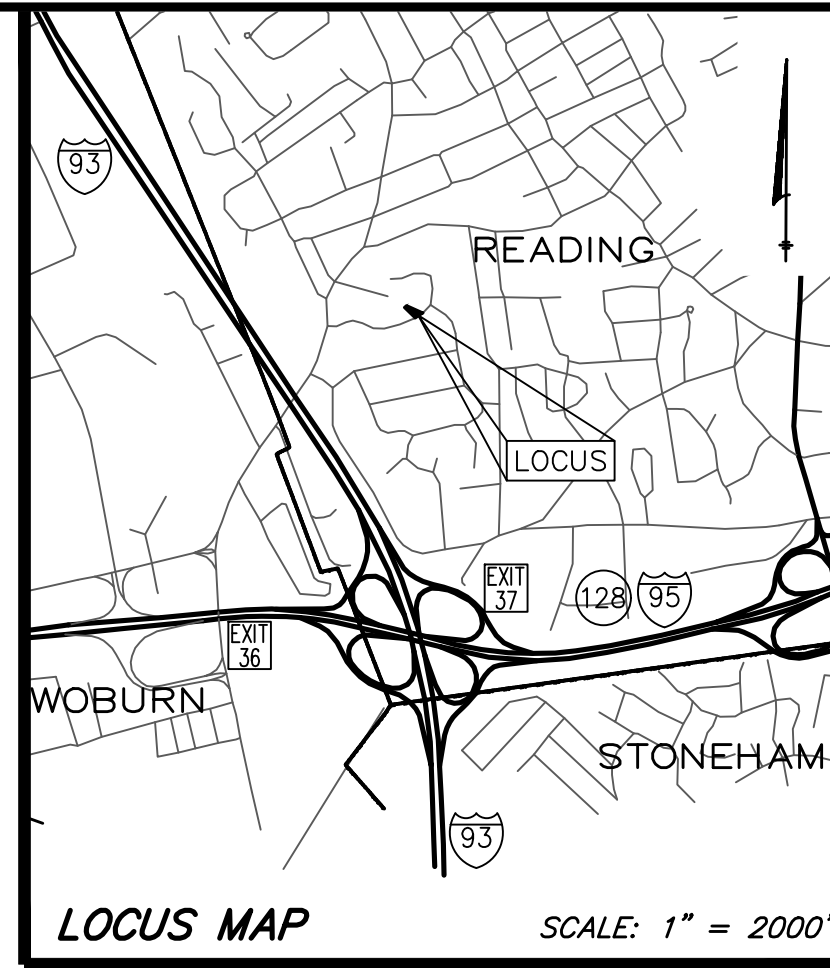 93
READING
LOCUS
EXIT
37
128
95
EXIT
36
WOBURN
STONEHAM
93
LOCUS MAP
SCALE: 1" = 2000'